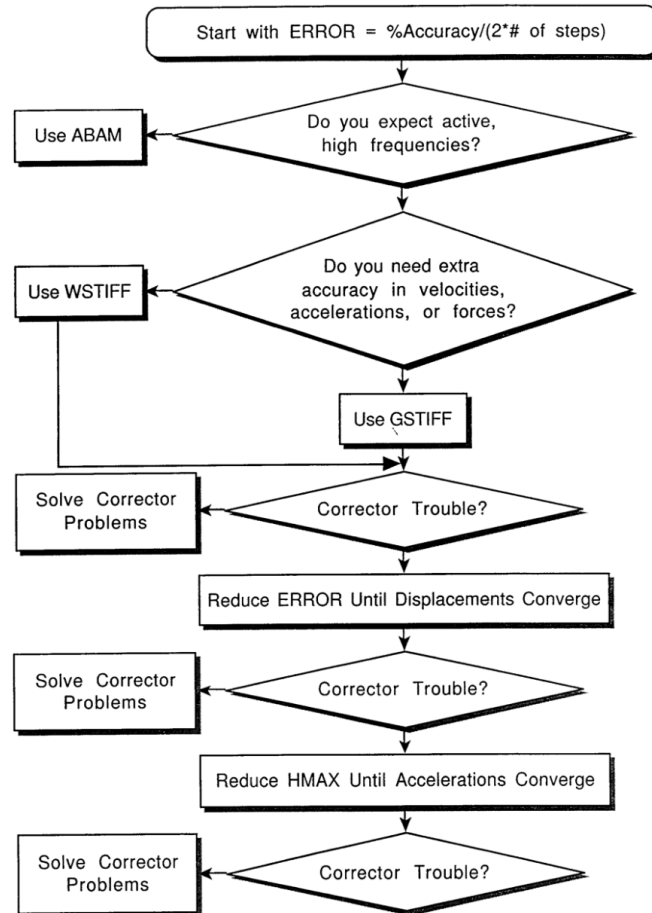 Start with ERROR = %Accuracy/(2*# of steps)
Do you expect active,
high frequencies?
Use ABAM
Do you need extra
accuracy in velocities,
accelerations, or forces?
Use WSTIFF
Use GSTIFF
Corrector Trouble?
Solve Corrector
Problems
Reduce ERROR Until Displacements Converge
Corrector Trouble?
Solve Corrector
Problems
Reduce HMAX Until Accelerations Converge
Corrector Trouble?
Solve Corrector
Problems